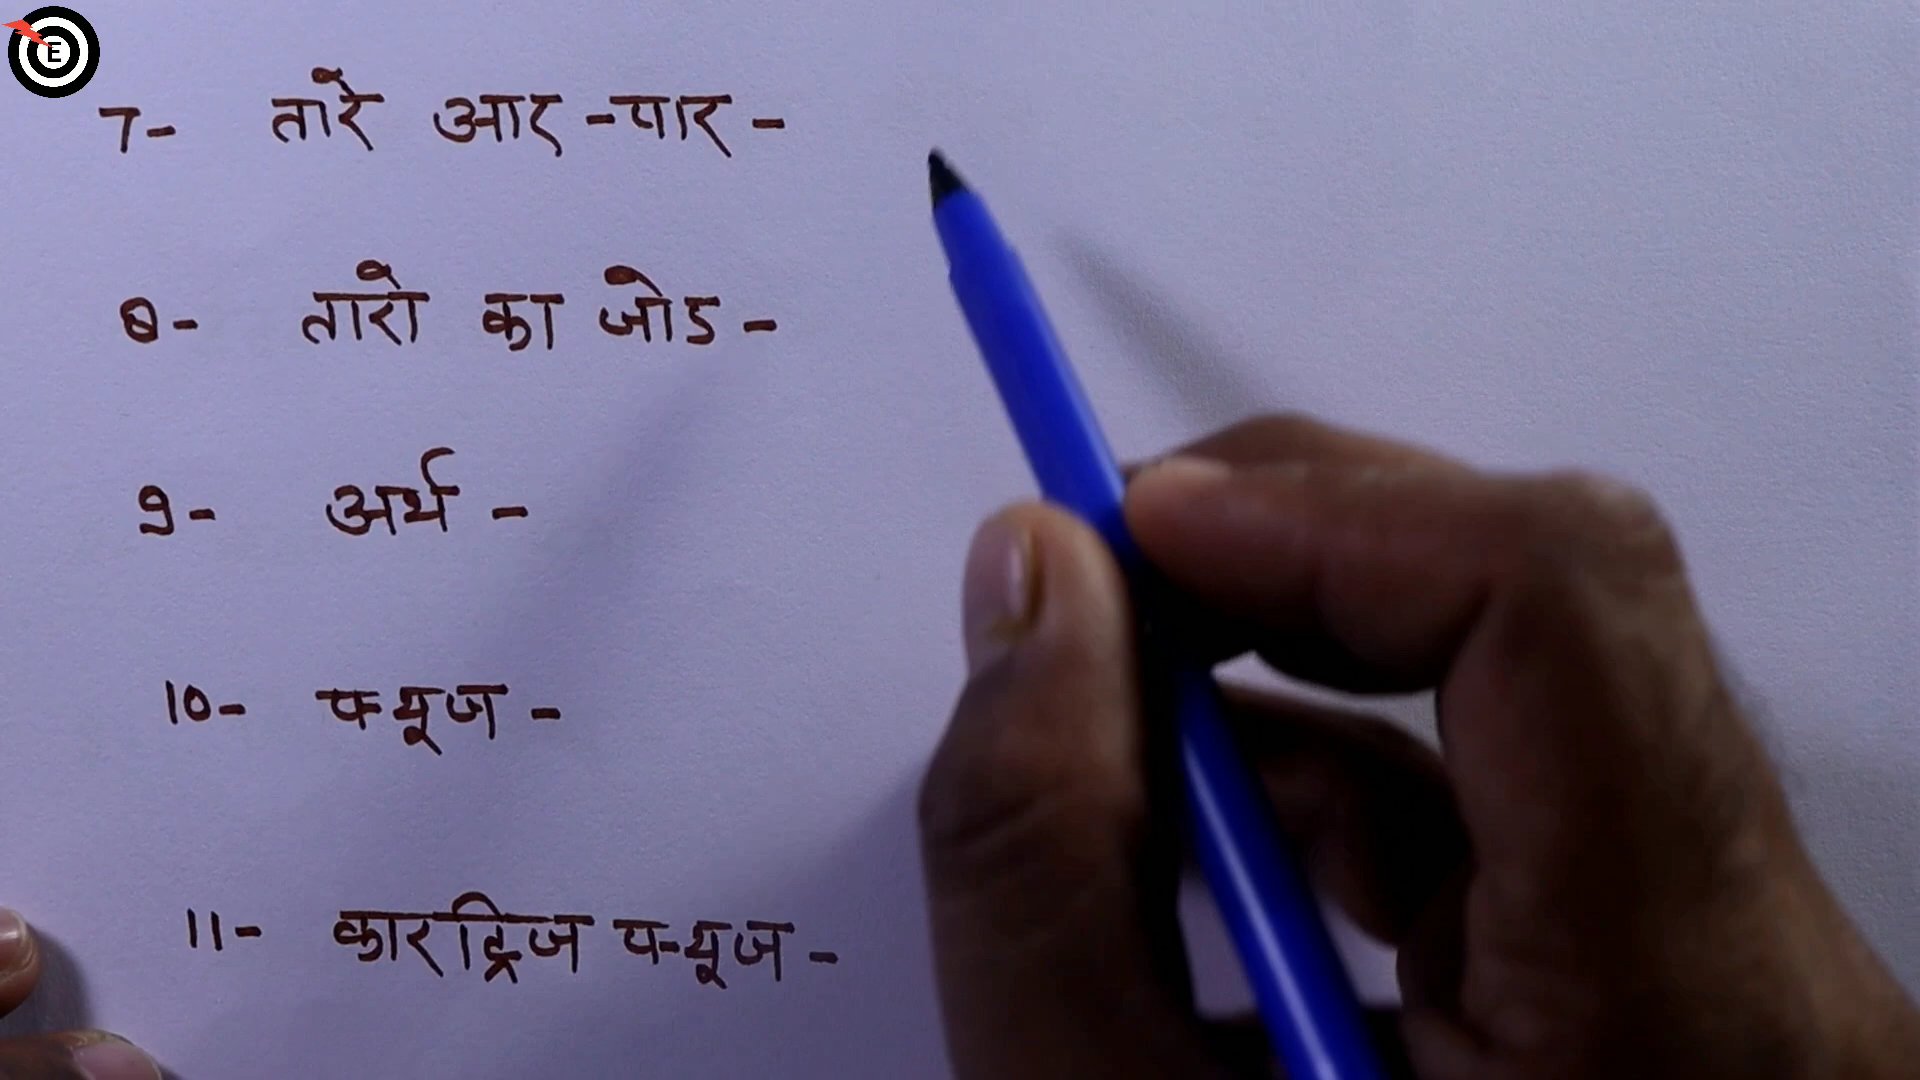 E
7- तारे आर-पार-
8- तारो का जोड-
9- अर्थ-
10- फ्यूज-
11- कारट्रिज फ्यूज-